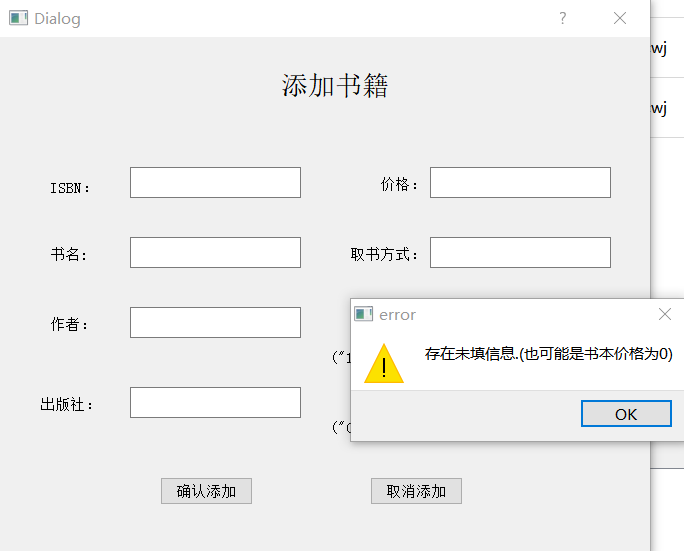 Dialog
?
wj
添加书籍
wj
ISBN：
价格：
书名：
取书方式：
error
作者：
存在未填信息.(也可能是书本价格为0)
("1
OK
出版社：
确认添加
取消添加